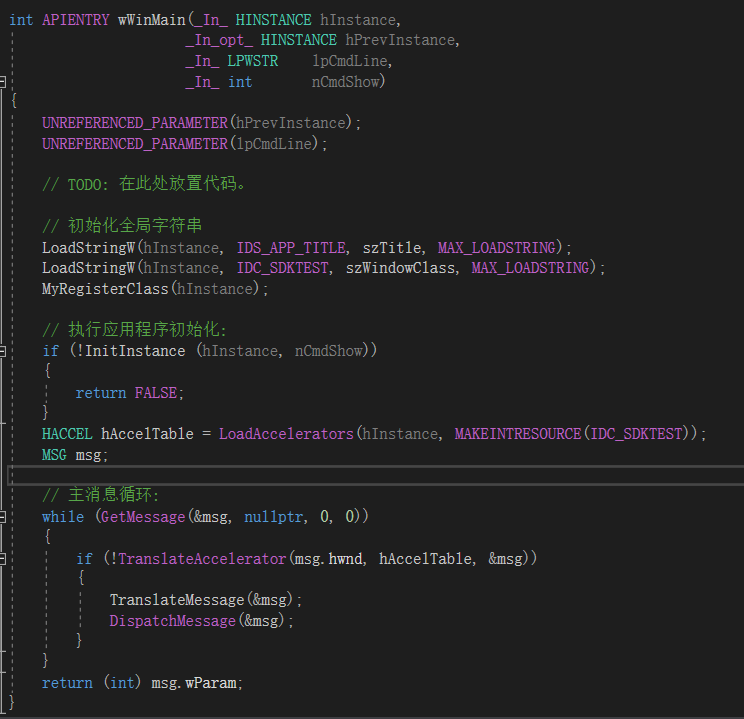 int APIENTRY wWinMain(_In_ HINSTANCE hInstance,
                     _In_opt_ HINSTANCE hPrevInstance,
                     _In_ LPWSTR    lpCmdLine,
                     _In_ int       nCmdShow)
{
    UNREFERENCED_PARAMETER(hPrevInstance);
    UNREFERENCED_PARAMETER(lpCmdLine);

    // TODO: 在此处放置代码。

    // 初始化全局字符串
    LoadStringW(hInstance, IDS_APP_TITLE, szTitle, MAX_LOADSTRING);
    LoadStringW(hInstance, IDC_SDKTEST, szWindowClass, MAX_LOADSTRING);
    MyRegisterClass(hInstance);

    // 执行应用程序初始化:
    if (!InitInstance (hInstance, nCmdShow))
    {
        return FALSE;
    }
    HACCEL hAccelTable = LoadAccelerators(hInstance, MAKEINTRESOURCE(IDC_SDKTEST));
    MSG msg;

    // 主消息循环:
    while (GetMessage(&msg, nullptr, 0, 0))
    {
        if (!TranslateAccelerator(msg.hwnd, hAccelTable, &msg))
        {
            TranslateMessage(&msg);
            DispatchMessage(&msg);
        }
    }
    return (int) msg.wParam;
}